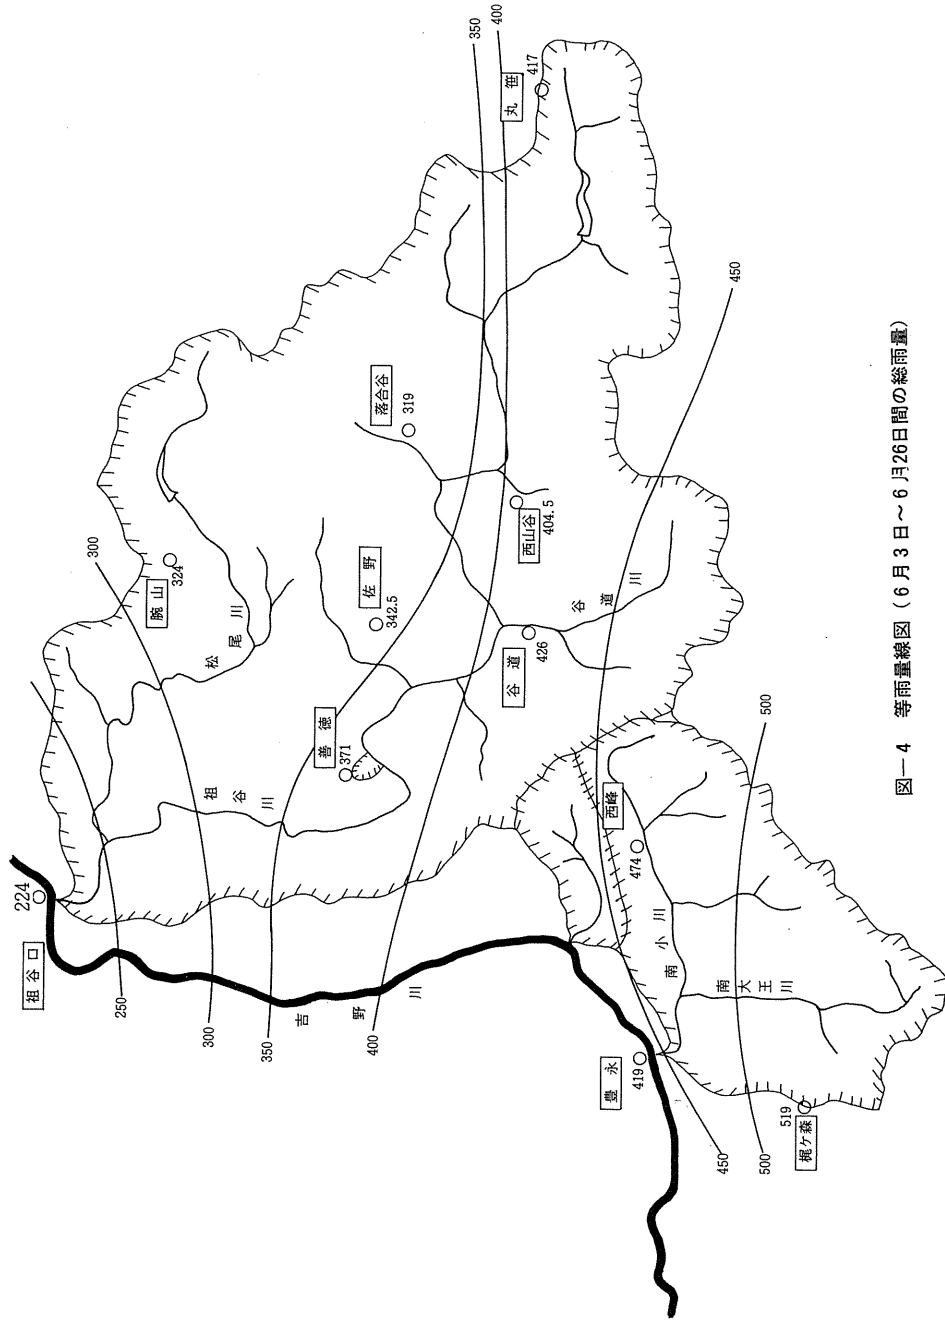 350
400
丸笹
417
450
落合谷
319
300
腕山
324
松尾川
佐野
342.5
西山谷
404.5
谷道川
谷道
426
善徳
371
祖谷川
500
西峰
474
224
祖谷口
250
300
350
400
吉野川
南小川
南大王川
豊永
419
450
500
519
梶ケ森
図―4 等雨量線図(6月3日~6月26日間の総雨量)